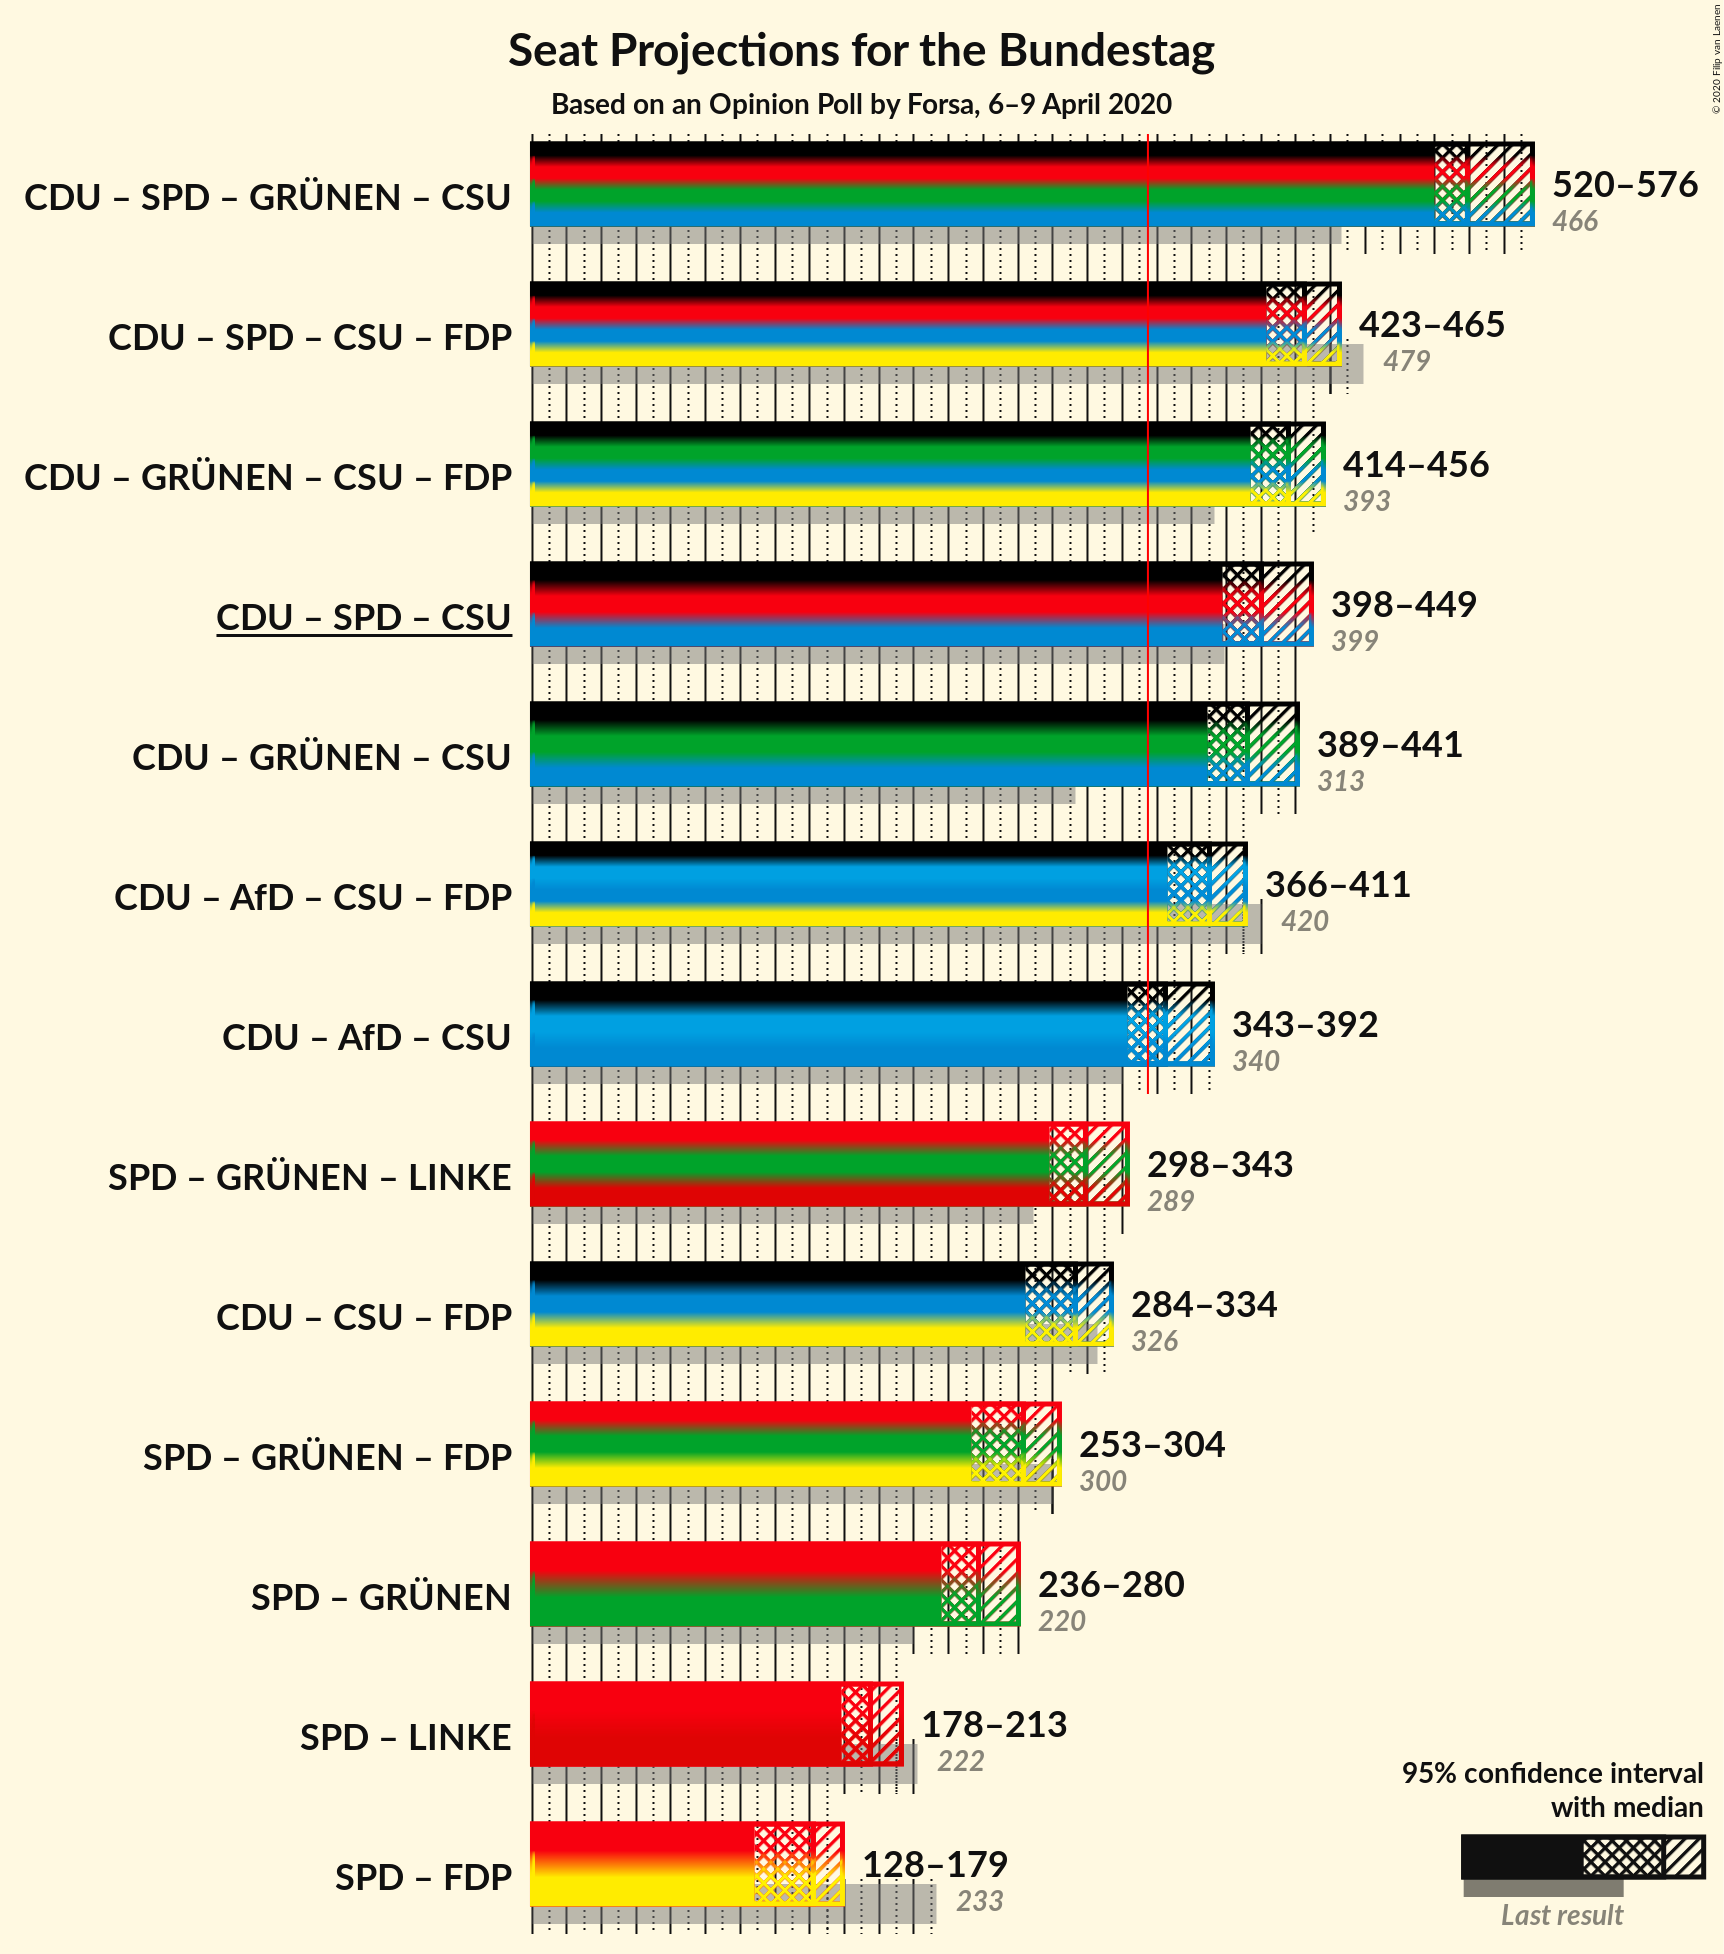 Seat Projections for the Bundestag
Based on an Opinion Poll by Forsa, 6–9 April 2020
© 2020 Filip van Laenen
CDU – SPD – GRÜNEN – CSU
520–576
466
CDU – SPD – CSU – FDP
423–465
479
CDU – GRÜNEN – CSU – FDP
414–456
393
CDU – SPD – CSU
398–449
399
CDU – GRÜNEN – CSU
389–441
313
CDU – AfD – CSU – FDP
366–411
420
CDU – AfD – CSU
343–392
340
SPD – GRÜNEN – LINKE
298–343
289
CDU – CSU – FDP
284–334
326
SPD – GRÜNEN – FDP
253–304
300
SPD – GRÜNEN
236–280
220
SPD – LINKE
178–213
222
SPD – FDP
128–179
233
95% confidence interval
with median
Last result